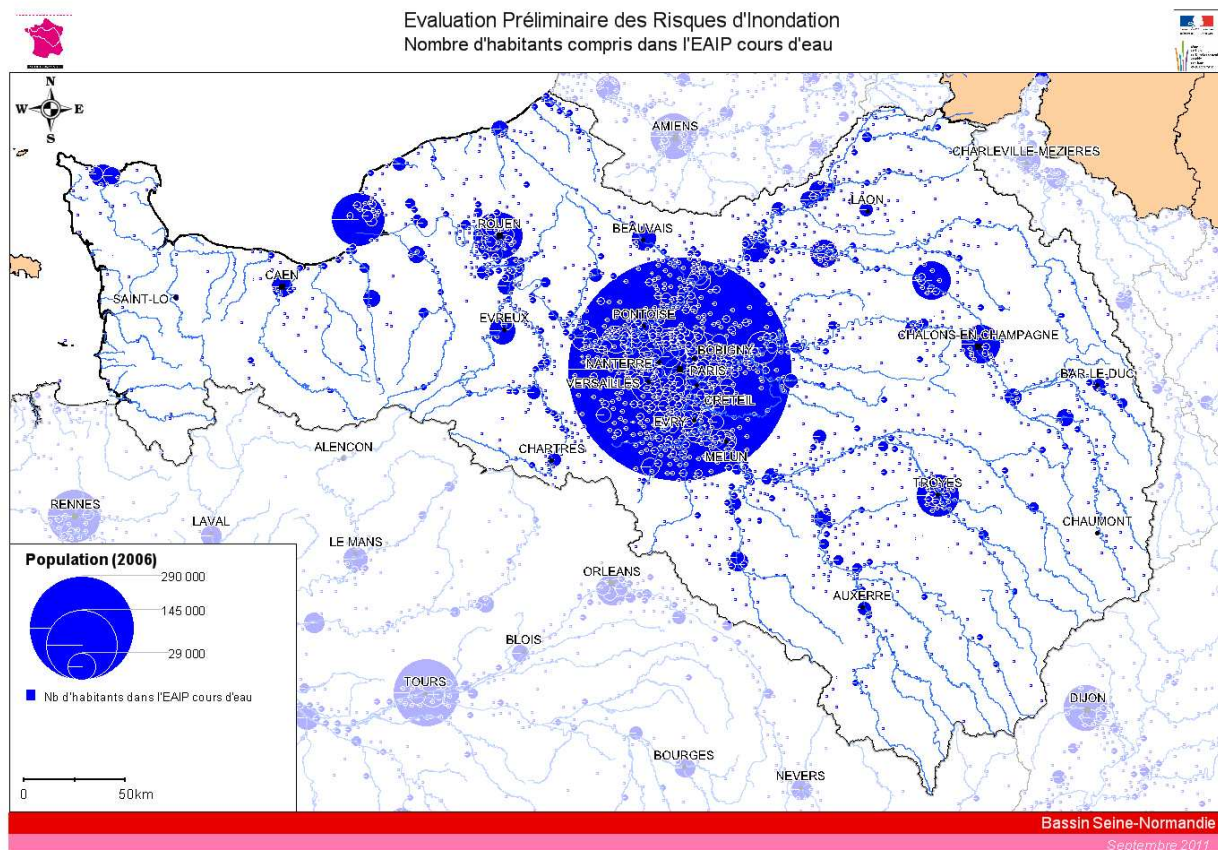 Evaluation Préliminaire des Risques d'Inondation
Nombre d'habitants compris dans l'EAIP cours d'eau
N
W E
S
AMIENS
CHARLEVILLE-MEZIERES
LAON
ROUEN
BEAUVAIS
CAEN
SAINT-LO
EVREUX
PONTOISE
CHALONS-EN-CHAMPAGNE
BOBIGNY
NANTERRE
PARIS
VERSAILLES
BAR-LE-DUC
CRETEIL
EVRY
ALENCON
CHARTRES
MELUN
TROYES
RENNES
LAVAL
CHAUMONT
LE MANS
ORLEANS
AUXERRE
BLOIS
TOURS
DIJON
BOURGES
NEVERS
Population (2006)
290 000
145 000
29 000
Nb d'habitants dans l'EAIP cours d'eau
0 50km
Bassin Seine-Normandie
Septembre 2011